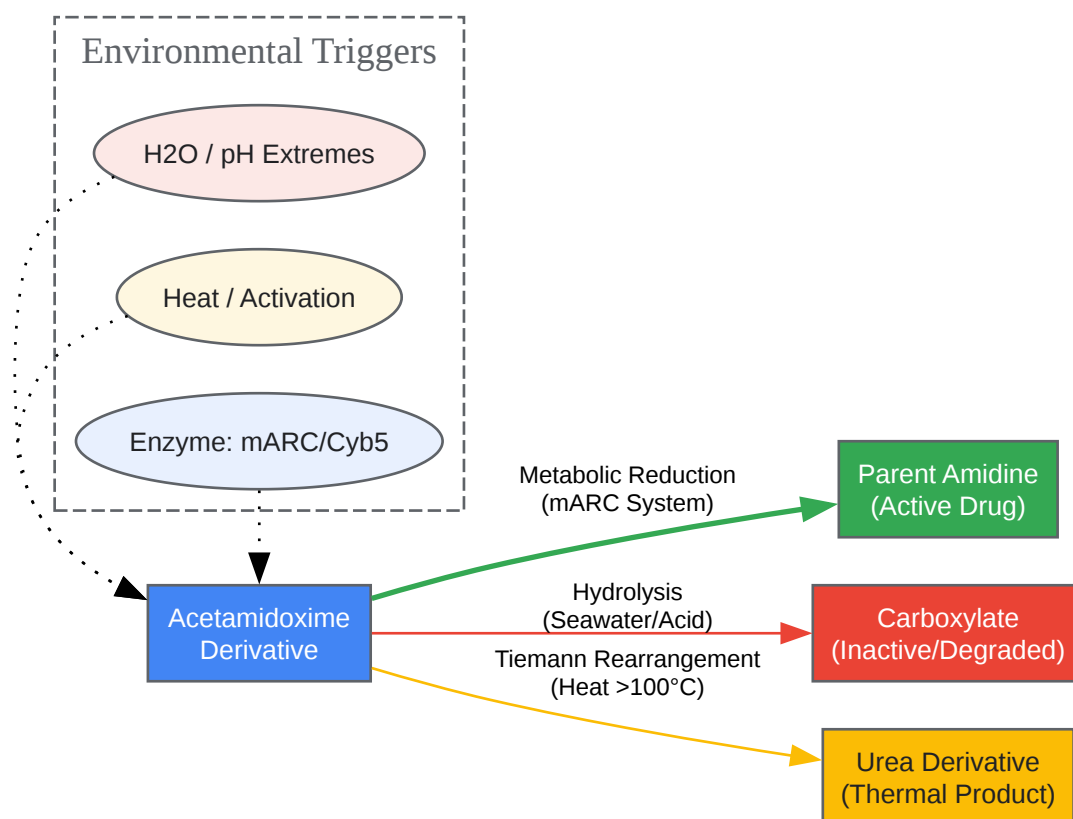 Environmental Triggers
H2O / pH Extremes
Heat / Activation
Enzyme: mARC/Cyb5
Metabolic Reduction
(mARC System)
Parent Amidine
(Active Drug)
Acetamidoxime
Derivative
Hydrolysis
(Seawater/Acid)
Carboxylate
(Inactive/Degraded)
Tiemann Rearrangement
(Heat >100°C)
Urea Derivative
(Thermal Product)